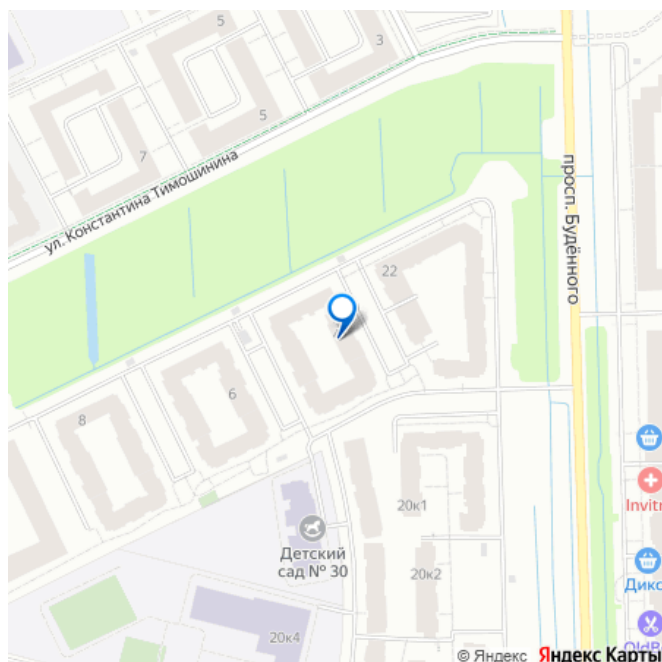 3
5
5
7
ул. Константина Тимошинина
просп. Будённого
22
6
8
20к1
Invitr
Детский
сад № 30
20к2
Дикс
20к4
OldB
© Яндекс Яндекс Карты